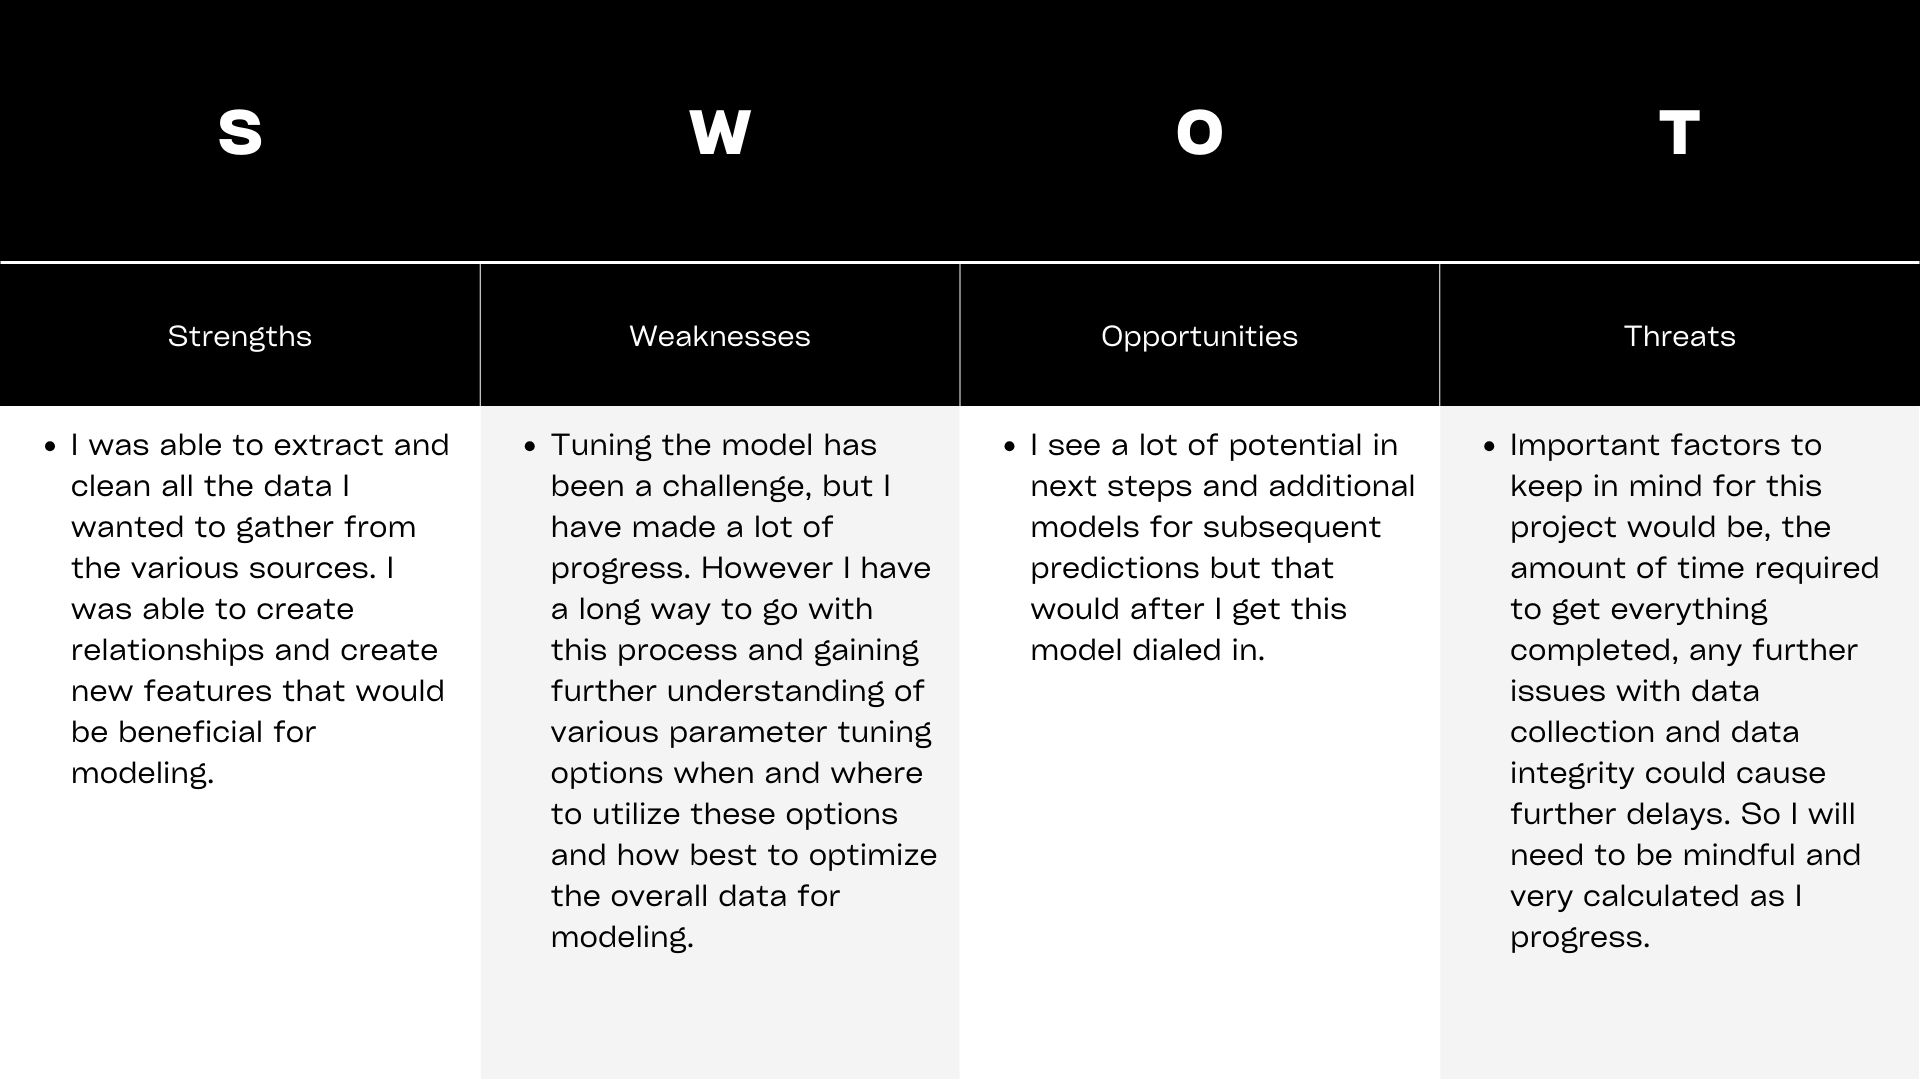 S
W
O
T
Strengths
Weaknesses
Opportunities
Threats
• I was able to extract and
clean all the data I
wanted to gather from
the various sources. I
was able to create
relationships and create
new features that would
be beneficial for
modeling.
• Tuning the model has
been a challenge, but I
have made a lot of
progress. However I have
a long way to go with
this process and gaining
further understanding of
various parameter tuning
options when and where
to utilize these options
and how best to optimize
the overall data for
modeling.
• I see a lot of potential in
next steps and additional
models for subsequent
predictions but that
would after I get this
model dialed in.
• Important factors to
keep in mind for this
project would be, the
amount of time required
to get everything
completed, any further
issues with data
collection and data
integrity could cause
further delays. So I will
need to be mindful and
very calculated as I
progress.